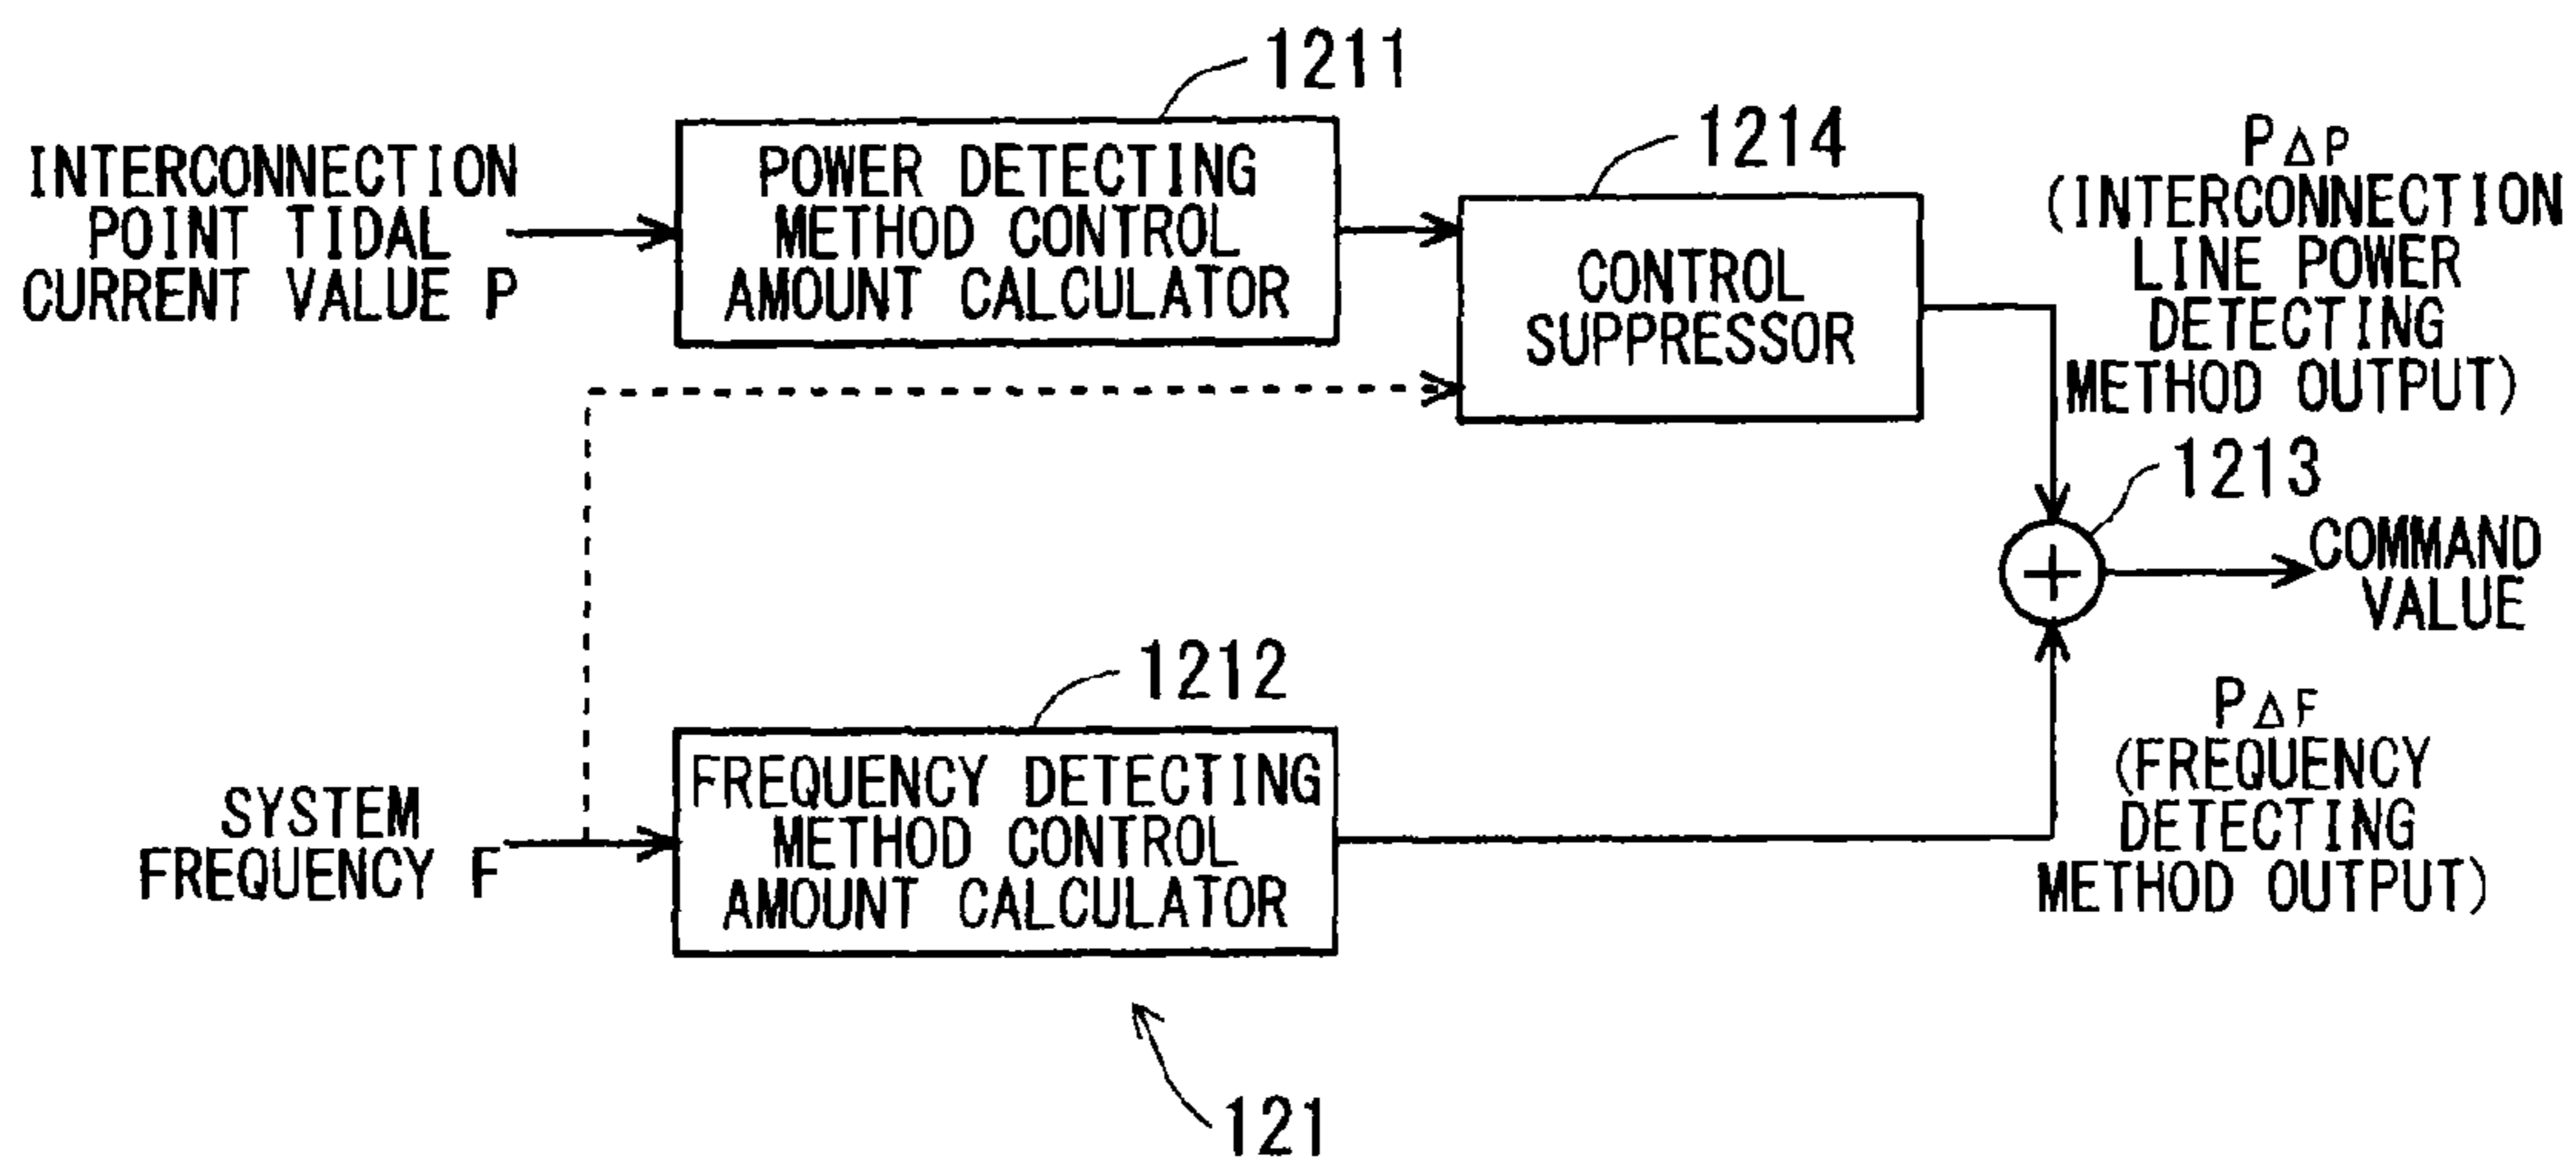 1211
INTERCONNECTION
POINT TIDAL
CURRENT VALUE P
POWER DETECTING
METHOD CONTROL
AMOUNT CALCULATOR
1214
CONTROL
SUPPRESSOR
P△P
(INTERCONNECTION
LINE POWER
DETECTING
METHOD OUTPUT)
1213
+
COMMAND
VALUE
1212
SYSTEM
FREQUENCY F
FREQUENCY DETECTING
METHOD CONTROL
AMOUNT CALCULATOR
P△F
(FREQUENCY
DETECTING
METHOD OUTPUT)
121